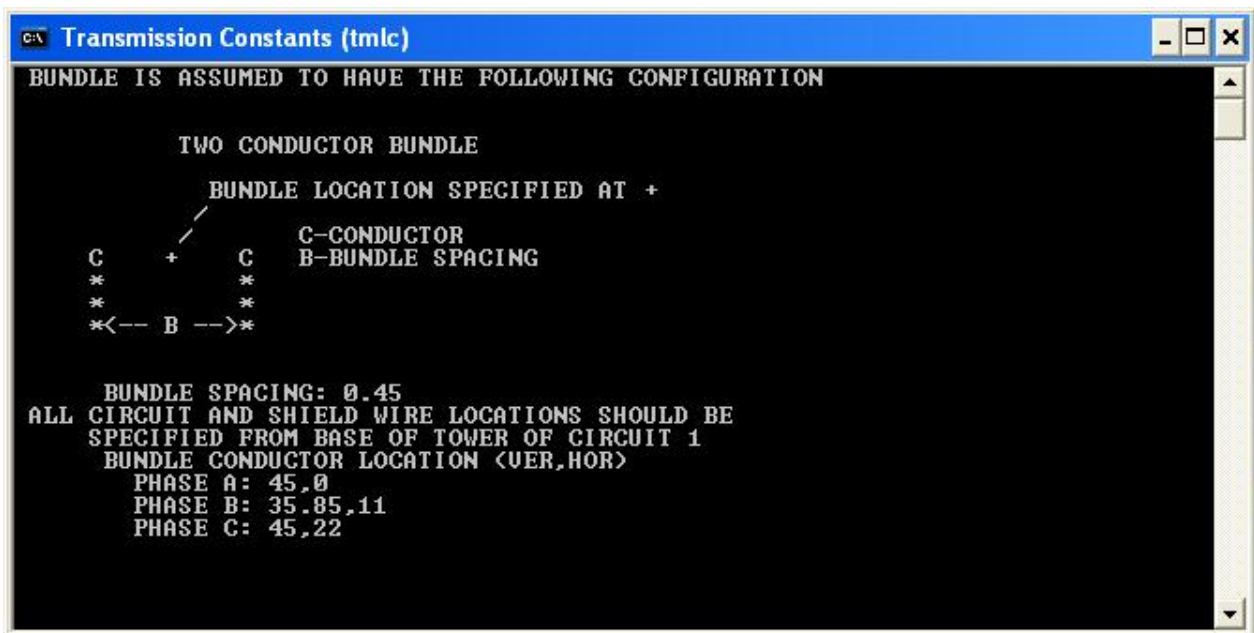 Transmission Constants (tmlc)
BUNDLE IS ASSUMED TO HAVE THE FOLLOWING CONFIGURATION
TWO CONDUCTOR BUNDLE
BUNDLE LOCATION SPECIFIED AT +
/
/ C-CONDUCTOR
C + C B-BUNDLE SPACING
* *
* *
*<-- B -->*
BUNDLE SPACING: 0.45
ALL CIRCUIT AND SHIELD WIRE LOCATIONS SHOULD BE
SPECIFIED FROM BASE OF TOWER OF CIRCUIT 1
BUNDLE CONDUCTOR LOCATION (VER,HOR)
PHASE A: 45,0
PHASE B: 35.85,11
PHASE C: 45,22